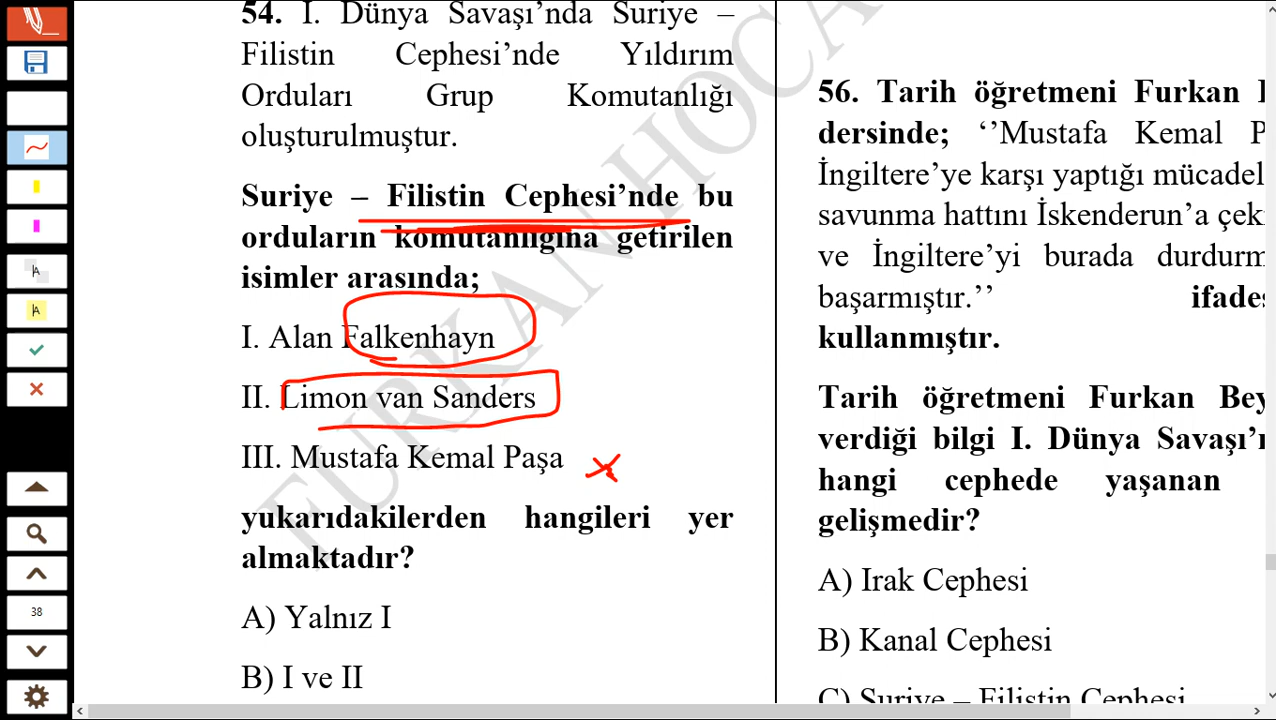 54. I. Dünya Savaşı’nda Suriye –
Filistin Cephesi’nde Yıldırım
Orduları Grup Komutanlığı
oluşturulmuştur.
Suriye – Filistin Cephesi’nde bu
orduların komutanlığına getirilen
isimler arasında;
I. Alan Falkenhayn
II. Limon van Sanders
III. Mustafa Kemal Paşa
yukarıdakilerden hangileri yer
almaktadır?
A) Yalnız I
B) I ve II
56. Tarih öğretmeni Furkan
dersinde; ‘’Mustafa Kemal
İngiltere’ye karşı yaptığı mücadel
savunma hattını İskenderun’a çek
ve İngiltere’yi burada durdurm
başarmıştır.’’ ifades
kullanmıştır.
Tarih öğretmeni Furkan Bey
verdiği bilgi I. Dünya Savaşı’
hangi cephede yaşanan
gelişmedir?
A) Irak Cephesi
B) Kanal Cephesi
C) Suriye – Filistin Cephesi
FURKAN HOCA
38